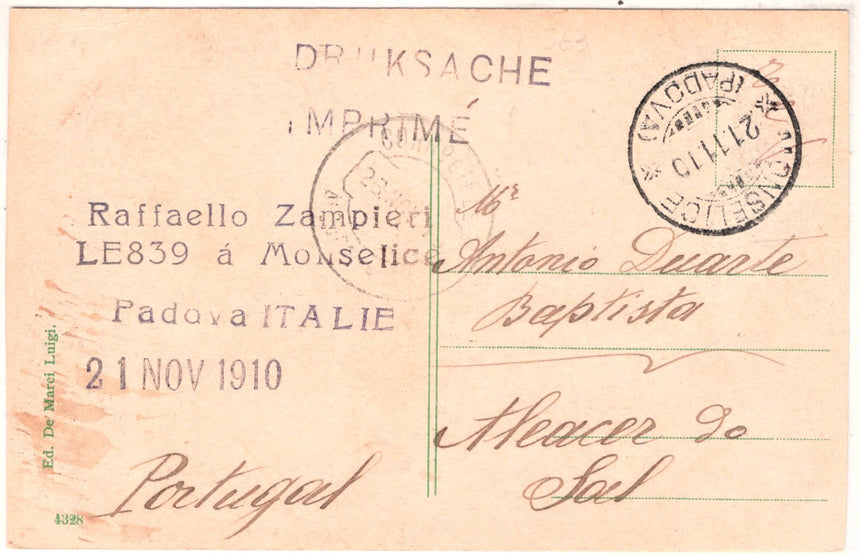 DRUKSACHE
IMPRIMÉ
MONSELICE
(PADOVA)
21.11.10
Raffaello Zampieri
LE839 á Monselice
Padova ITALIE
21 NOV 1910
Mr
Antonio Duarte
Baptista
Alcacer do
Sal
Portugal
Ed. De Marci Luigi.
4328